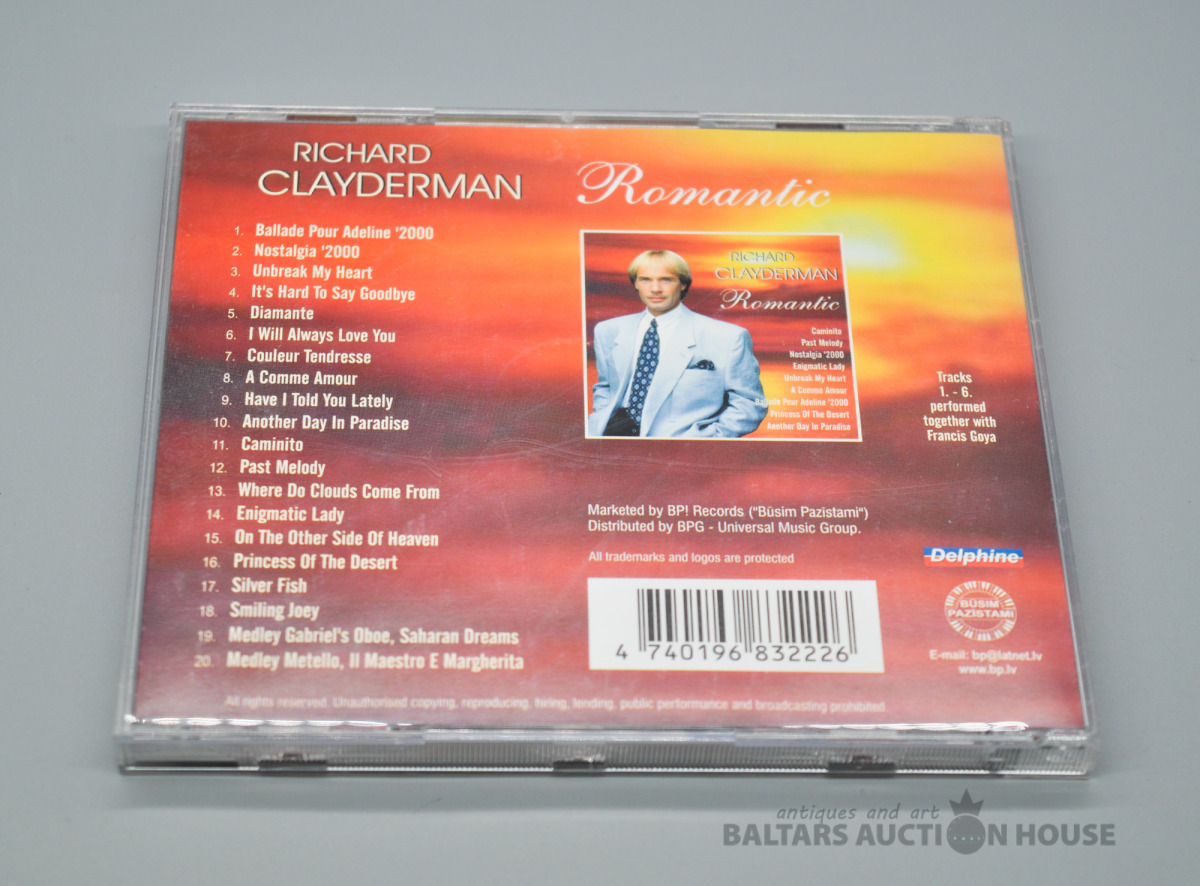 RICHARD
CLAYDERMAN
Romantic
1. Ballade Pour Adeline '2000
2. Nostalgia '2000
3. Unbreak My Heart
4. It's Hard To Say Goodbye
5. Diamante
6. I Will Always Love You
7. Couleur Tendresse
8. A Comme Amour
9. Have I Told You Lately
10. Another Day In Paradise
11. Caminito
12. Past Melody
13. Where Do Clouds Come From
14. Enigmatic Lady
15. On The Other Side Of Heaven
16. Princess Of The Desert
17. Silver Fish
18. Smiling Joey
19. Medley Gabriel's Oboe, Saharan Dreams
20. Medley Metello, Il Maestro E Margherita
RICHARD
CLAYDERMAN
Romantic
Caminito
Past Melody
Nostalgia '2000
Enigmatic Lady
Unbreak My Heart
A Comme Amour
Ballade Pour Adeline '2000
Princess Of The Desert
Another Day In Paradise
Tracks
1. - 6.
performed
together with
Francis Goya
Marketed by BP! Records ("Būsim Pazīstami")
Distributed by BPG - Universal Music Group.
All trademarks and logos are protected
4 740196 832226
Delphine
BŪSIM
PAZĪSTAMI
E-mail: bp@latnet.lv
www.bp.lv
All rights reserved. Unauthorised copying, reproducing, hiring, lending, public performance and broadcasting prohibited.
antiques and art
BALTARS AUCTION HOUSE